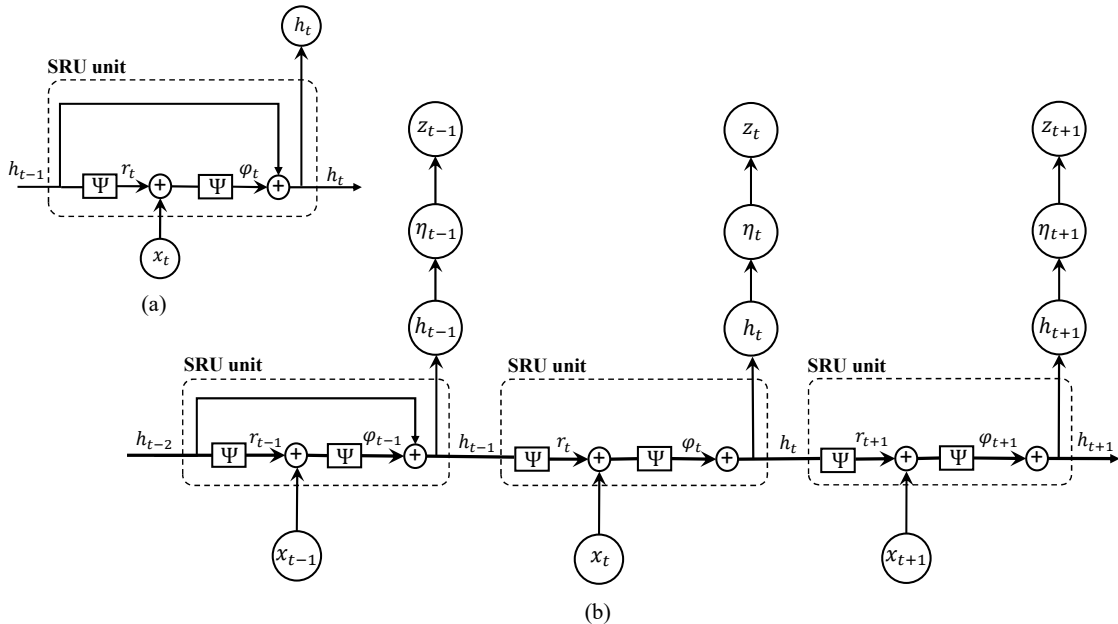 h_t
SRU unit
h_{t−1}
Ψ
r_t
+
Ψ
φ_t
+
h_t
x_t
(a)
z_{t−1}
z_t
z_{t+1}
η_{t−1}
η_t
η_{t+1}
h_{t−1}
h_t
h_{t+1}
SRU unit
SRU unit
SRU unit
h_{t−2}
Ψ
r_{t−1}
+
Ψ
φ_{t−1}
+
h_{t−1}
Ψ
r_t
+
Ψ
φ_t
+
h_t
Ψ
r_{t+1}
+
Ψ
φ_{t+1}
+
h_{t+1}
x_{t−1}
x_t
x_{t+1}
(b)